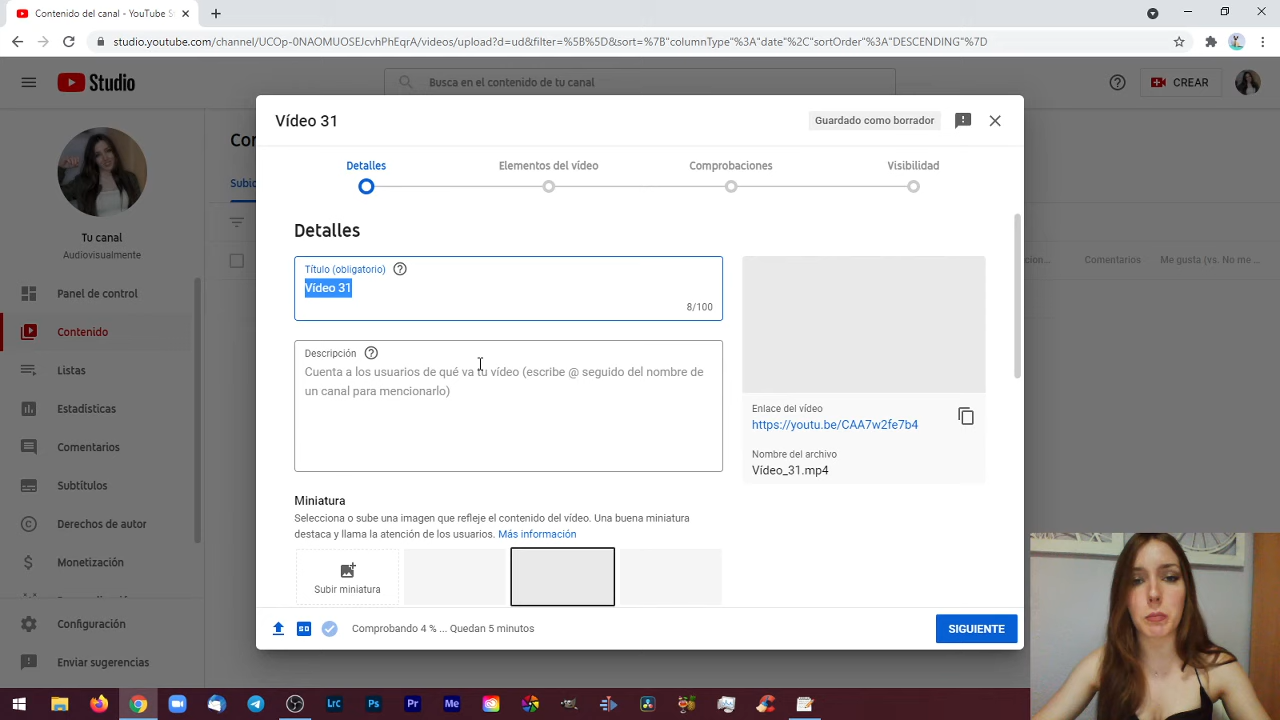 Contenido del canal - YouTube S
studio.youtube.com/channel/UCOp-0NAOMUOSEJcvhPhEqrA/videos/upload?d=ud&filter=%5B%5D&sort=%7B"columnType"%3A"date"%2C"sortOrder"%3A"DESCENDING"%7D
Studio
Busca en el contenido de tu canal
CREAR
Tu canal
Audiovisualmente
Panel de control
Contenido
Listas
Estadísticas
Comentarios
Subtítulos
Derechos de autor
Monetización
Configuración
Enviar sugerencias
Con
Subid
Comentarios
Me gusta (vs. No me ...
Vídeo 31
Guardado como borrador
Detalles
Elementos del vídeo
Comprobaciones
Visibilidad
Detalles
Título (obligatorio)
Vídeo 31
8/100
Descripción
Cuenta a los usuarios de qué va tu vídeo (escribe @ seguido del nombre de
un canal para mencionarlo)
Enlace del vídeo
https://youtu.be/CAA7w2fe7b4
Nombre del archivo
Vídeo_31.mp4
Miniatura
Selecciona o sube una imagen que refleje el contenido del vídeo. Una buena miniatura
destaca y llama la atención de los usuarios. Más información
Subir miniatura
SD
Comprobando 4 % ... Quedan 5 minutos
SIGUIENTE
Lrc
Ps
Pr
Me